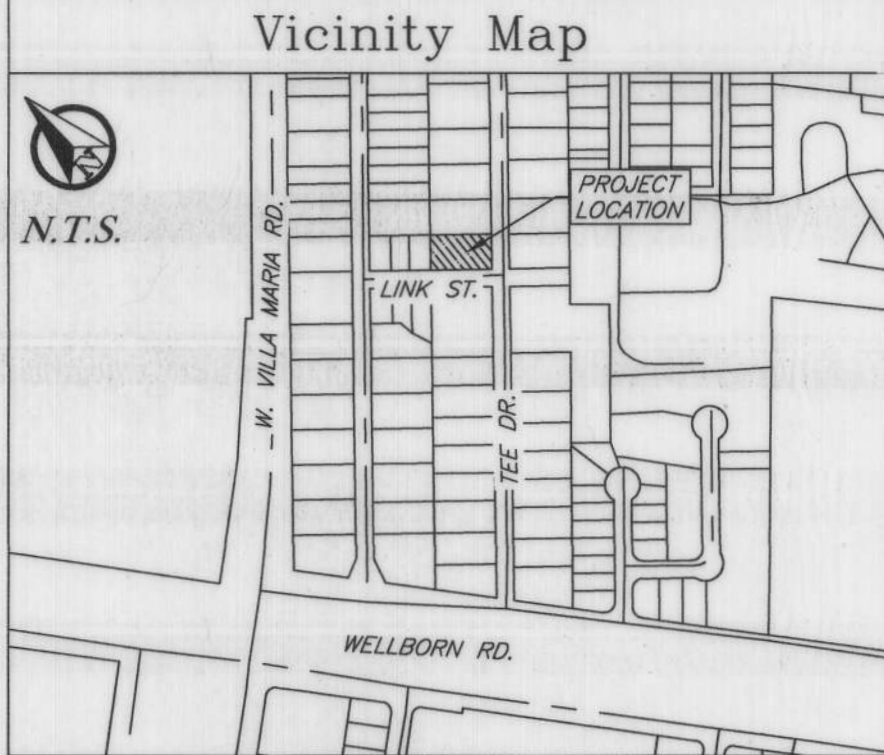 Vicinity Map
N.T.S.
W. VILLA MARIA RD.
PROJECT
LOCATION
LINK ST.
TEE DR.
WELLBORN RD.